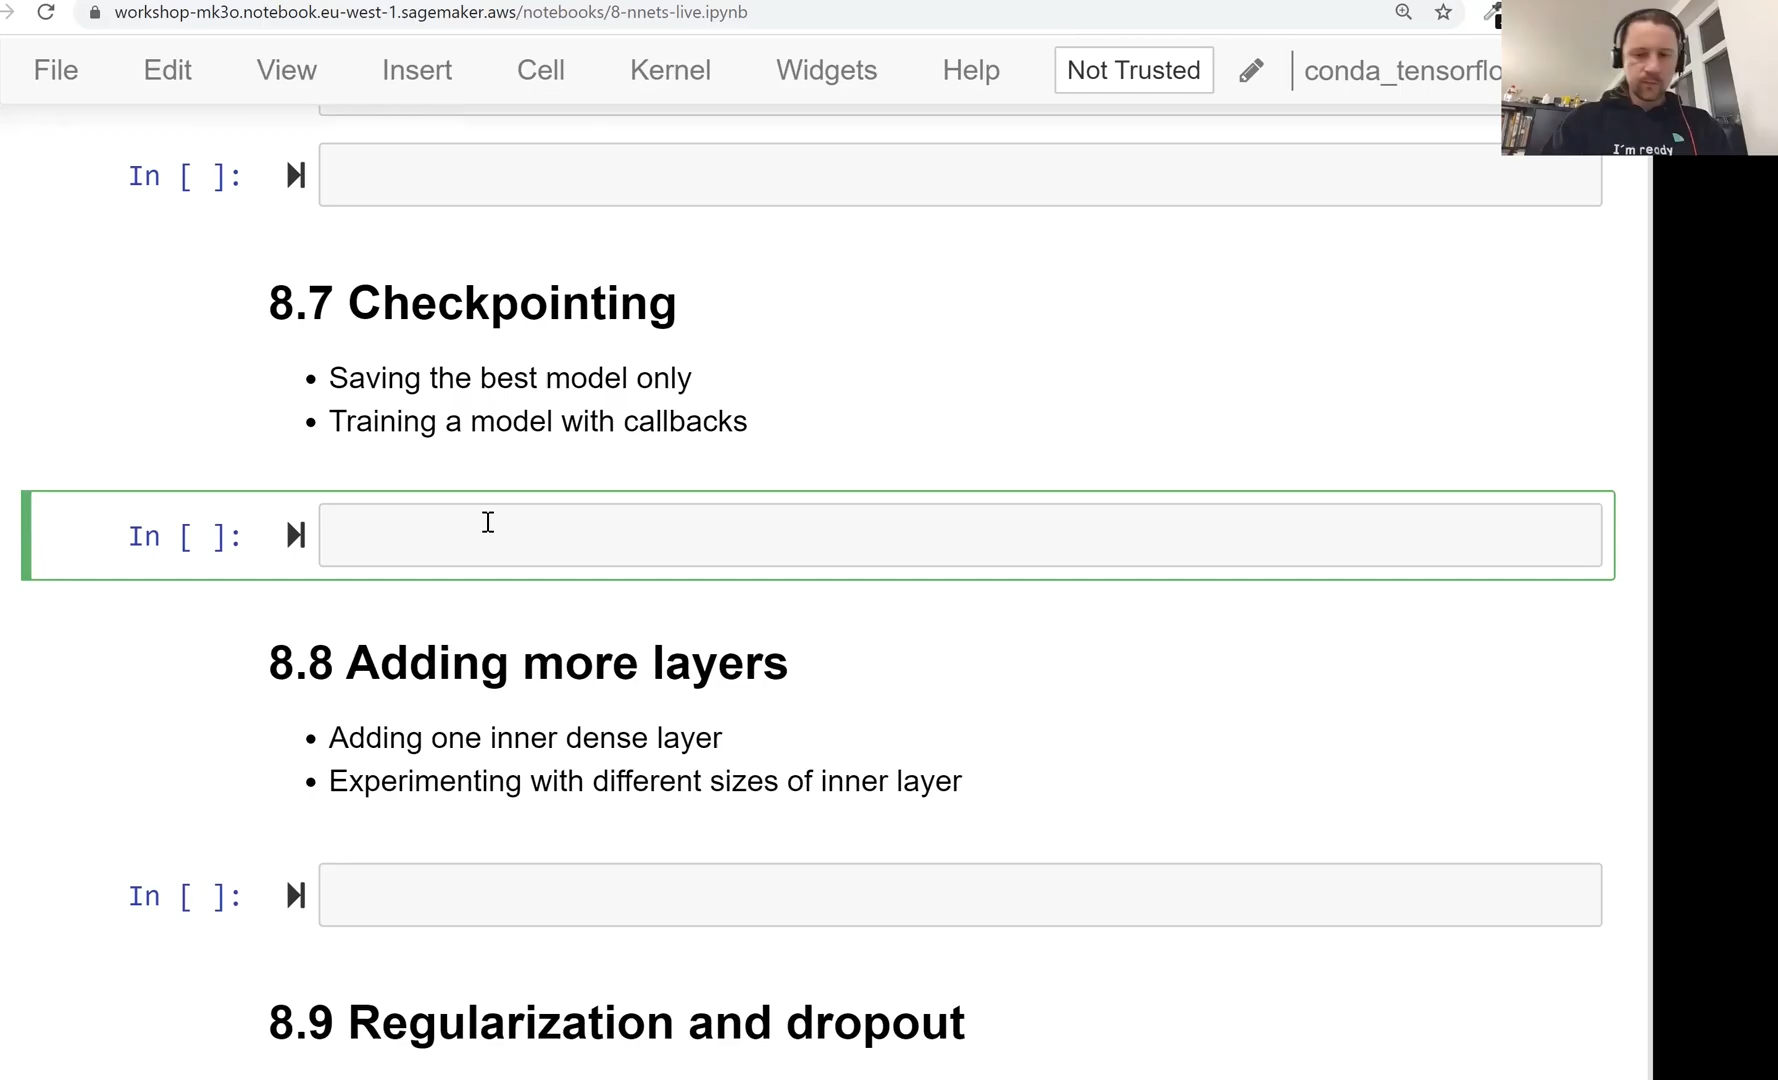 workshop-mk3o.notebook.eu-west-1.sagemaker.aws/notebooks/8-nnets-live.ipynb
File Edit View Insert Cell Kernel Widgets Help Not Trusted conda_tensorflo
I'm ready
In [ ]:
8.7 Checkpointing
• Saving the best model only
• Training a model with callbacks
In [ ]:
8.8 Adding more layers
• Adding one inner dense layer
• Experimenting with different sizes of inner layer
In [ ]:
8.9 Regularization and dropout